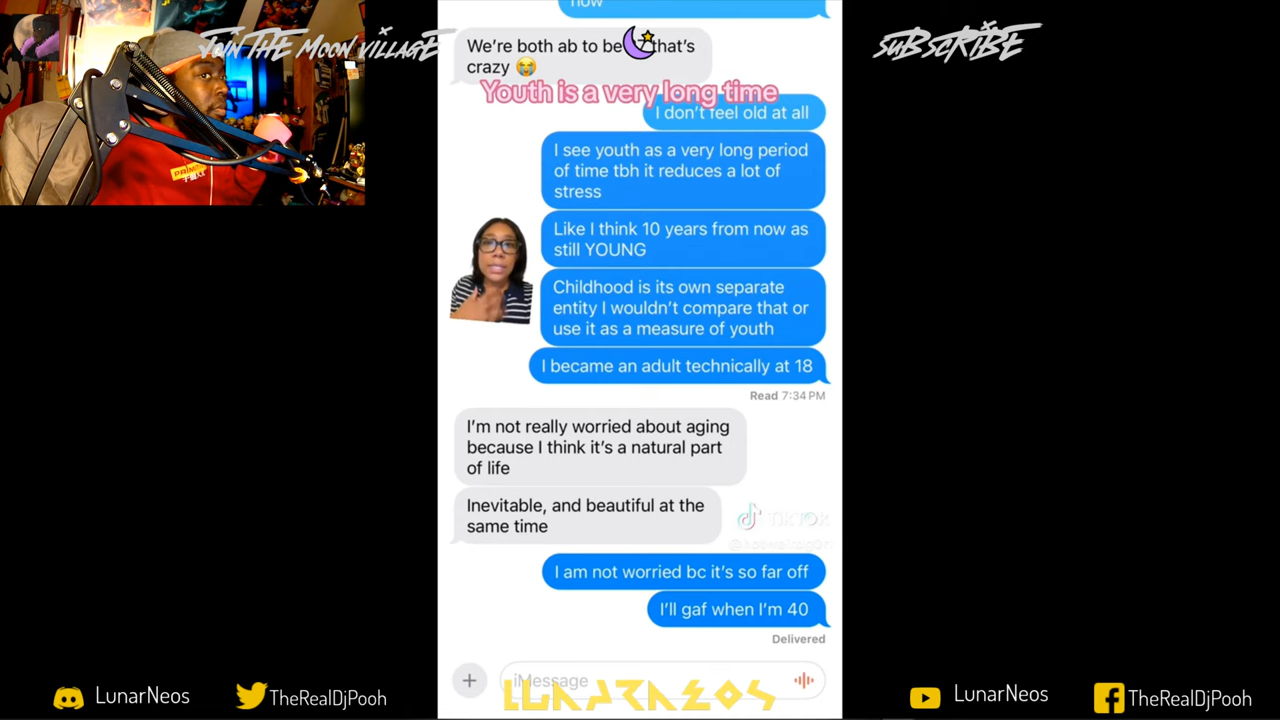 JOIN THE MOON VILLAGE
SUBSCRIBE
now
We're both ab to be
that's
crazy 😭
Youth is a very long time
I don't feel old at all
I see youth as a very long period
of time tbh it reduces a lot of
stress
Like I think 10 years from now as
still YOUNG
Childhood is its own separate
entity I wouldn't compare that or
use it as a measure of youth
I became an adult technically at 18
Read 7:34 PM
I'm not really worried about aging
because I think it's a natural part
of life
Inevitable, and beautiful at the
same time
TikTok
I am not worried bc it's so far off
I'll gaf when I'm 40
Delivered
iMessage
LUNARNEOS
LunarNeos
TheRealDjPooh
LunarNeos
TheRealDjPooh